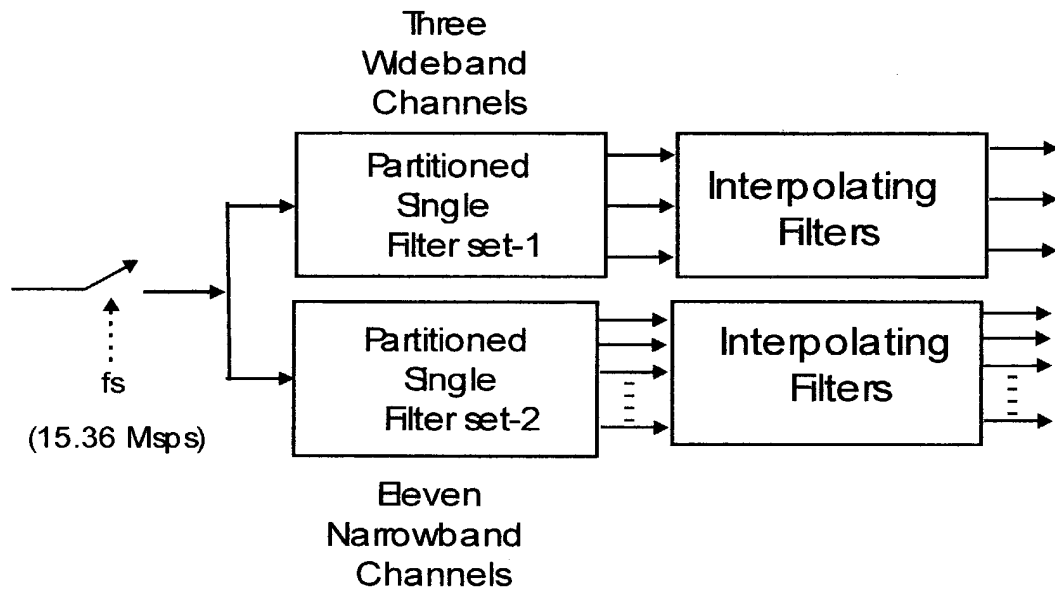 Three
Wideband
Channels
Partitioned
Single
Filter set-1
Interpolating
Filters
fs
(15.36 Msps)
Partitioned
Single
Filter set-2
Interpolating
Filters
Eleven
Narrowband
Channels